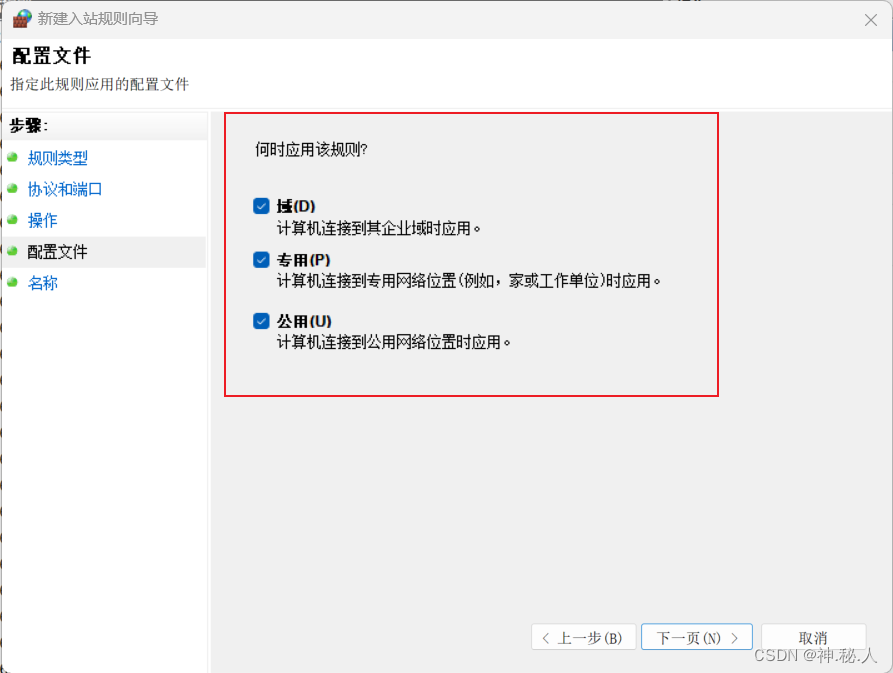 新建入站规则向导
配置文件
指定此规则应用的配置文件
步骤:
规则类型
协议和端口
操作
配置文件
名称
何时应用该规则?
域(D)
计算机连接到其企业域时应用。
专用(P)
计算机连接到专用网络位置(例如，家或工作单位)时应用。
公用(U)
计算机连接到公用网络位置时应用。
< 上一步(B)
下一页(N) >
取消
CSDN @神.秘.人